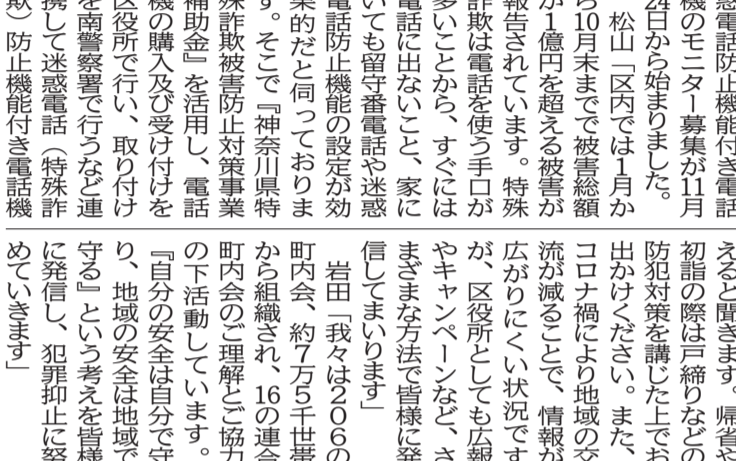 惑電話防止機能付き電話
機のモニター募集が11月
24日から始まりました。
松山「区内では1月か
ら10月末までで被害総額
が1億円を超える被害が
報告されています。特殊
詐欺は電話を使う手口が
多いことから、すぐには
電話に出ないこと、家に
いても留守番電話や迷惑
電話防止機能の設定が効
果的だと伺っておりま
す。そこで『神奈川県特
殊詐欺被害防止対策事業
補助金』を活用し、電話
機の購入及び受け付けを
区役所で行い、取り付け
を南警察署で行うなど連
携して迷惑電話（特殊詐
欺）防止機能付き電話機
えると聞きます。帰省や
初詣の際は戸締りなどの
防犯対策を講じた上でお
出かけください。また、
コロナ禍により地域の交
流が減ることで、情報が
広がりにくい状況です
が、区役所としても広報
やキャンペーンなど、さ
まざまな方法で皆様に発
信してまいります」
岩田「我々は206の
町内会、約7万5千世帯
から組織され、16の連合
町内会のご理解とご協力
の下活動しています。
『自分の安全は自分で守
り、地域の安全は地域で
守る』という考えを皆様
に発信し、犯罪抑止に努
めていきます」